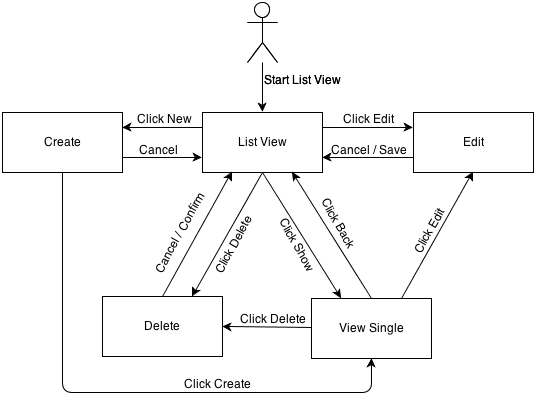 Start List View
Click New
Click Edit
Create
List View
Edit
Cancel
Cancel / Save
Cancel / Confirm
Click Delete
Click Show
Click Back
Click Edit
Delete
Click Delete
View Single
Click Create